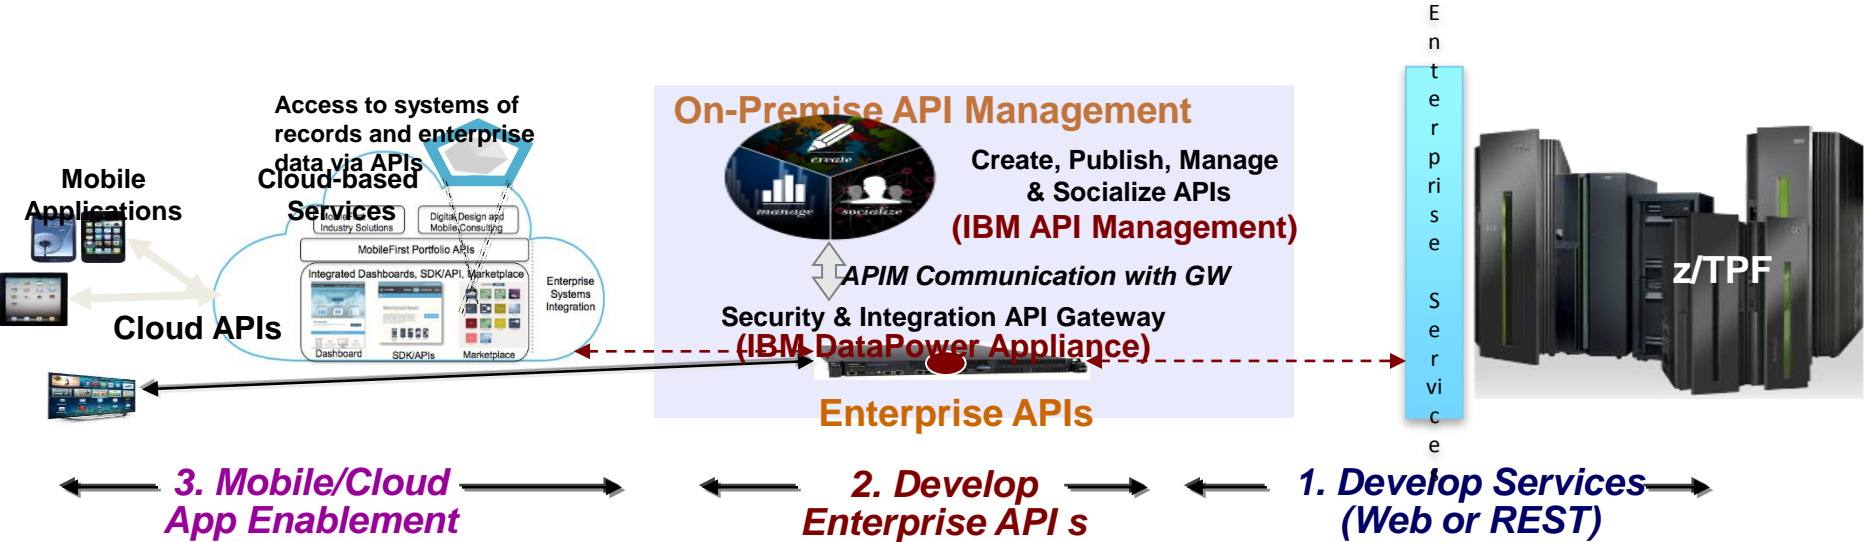 Access to systems of
records and enterprise
data via APIs
Cloud-based
Services
Mobile
Applications
MobileFirst
Industry Solutions
Digital Design and
Mobile Consulting
MobileFirst Portfolio APIs
Integrated Dashboards, SDK/API, Marketplace
Enterprise
Systems
Integration
Dashboard
SDK/APIs
Marketplace
Cloud APIs
On-Premise API Management
create
manage
socialize
Create, Publish, Manage
& Socialize APIs
(IBM API Management)
APIM Communication with GW
Security & Integration API Gateway
(IBM DataPower Appliance)
Enterprise APIs
Enterprise Services
z/TPF
3. Mobile/Cloud
App Enablement
2. Develop
Enterprise API s
1. Develop Services
(Web or REST)